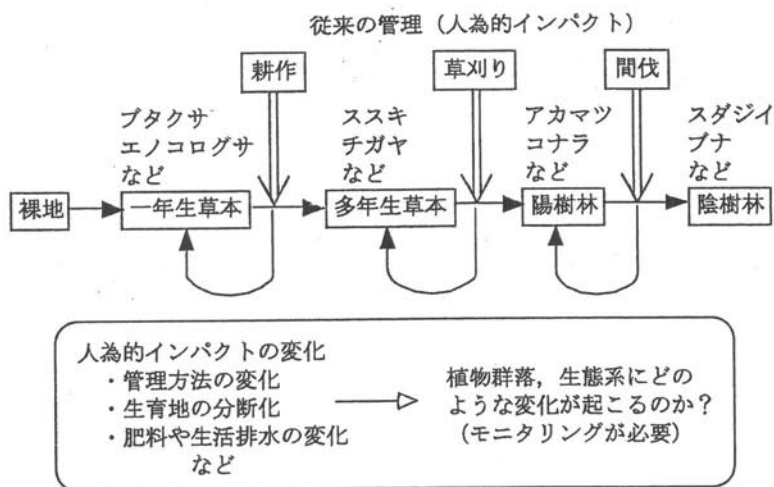 従来の管理（人為的インパクト）
耕作
草刈り
間伐
ブタクサ
エノコログサ
など
ススキ
チガヤ
など
アカマツ
コナラ
など
スダジイ
ブナ
など
裸地
一年生草本
多年生草本
陽樹林
陰樹林
人為的インパクトの変化
・管理方法の変化
・生育地の分断化
・肥料や生活排水の変化
など
植物群落，生態系にどの
ような変化が起こるのか？
（モニタリングが必要）